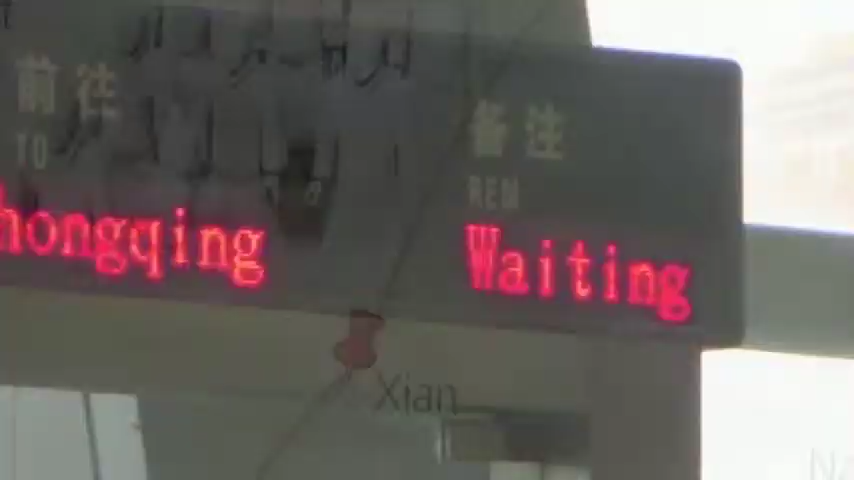 前往
备注
TO
REM
hongqing
Waiting
Xian